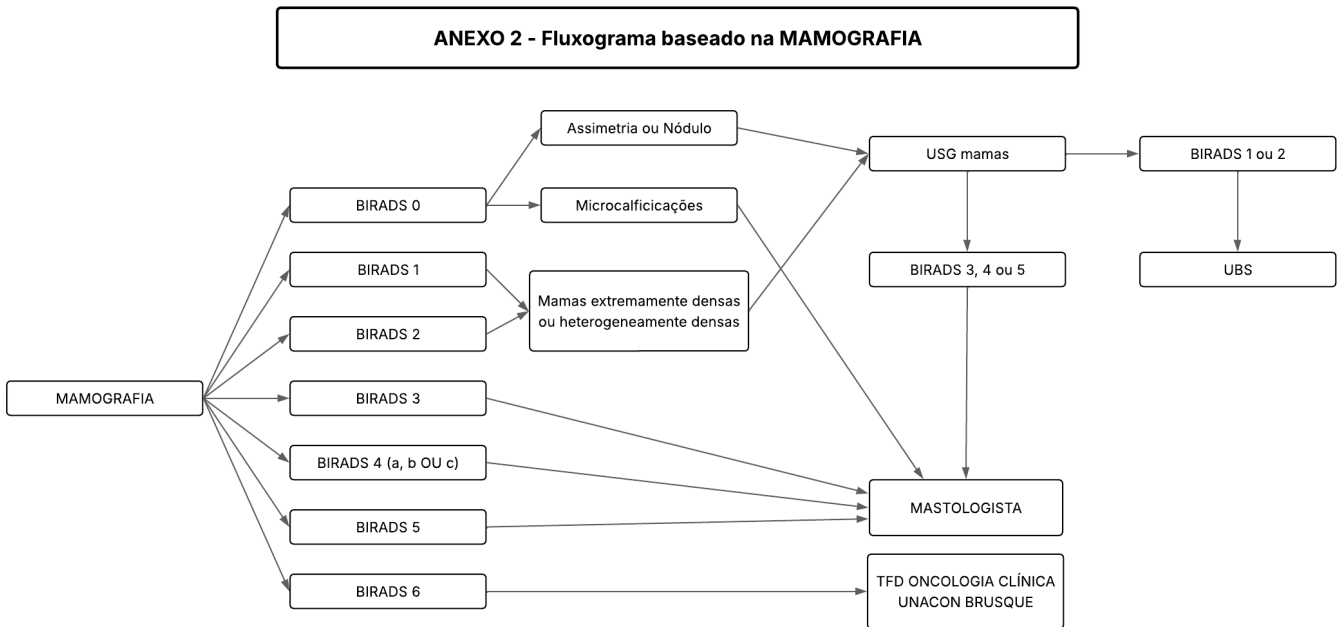 ANEXO 2 - Fluxograma baseado na MAMOGRAFIA
Assimetria ou Nódulo
USG mamas
BIRADS 1 ou 2
BIRADS 0
Microcalficicações
BIRADS 1
BIRADS 3, 4 ou 5
UBS
Mamas extremamente densas
ou heterogeneamente densas
BIRADS 2
MAMOGRAFIA
BIRADS 3
BIRADS 4 (a, b OU c)
MASTOLOGISTA
BIRADS 5
BIRADS 6
TFD ONCOLOGIA CLÍNICA
UNACON BRUSQUE